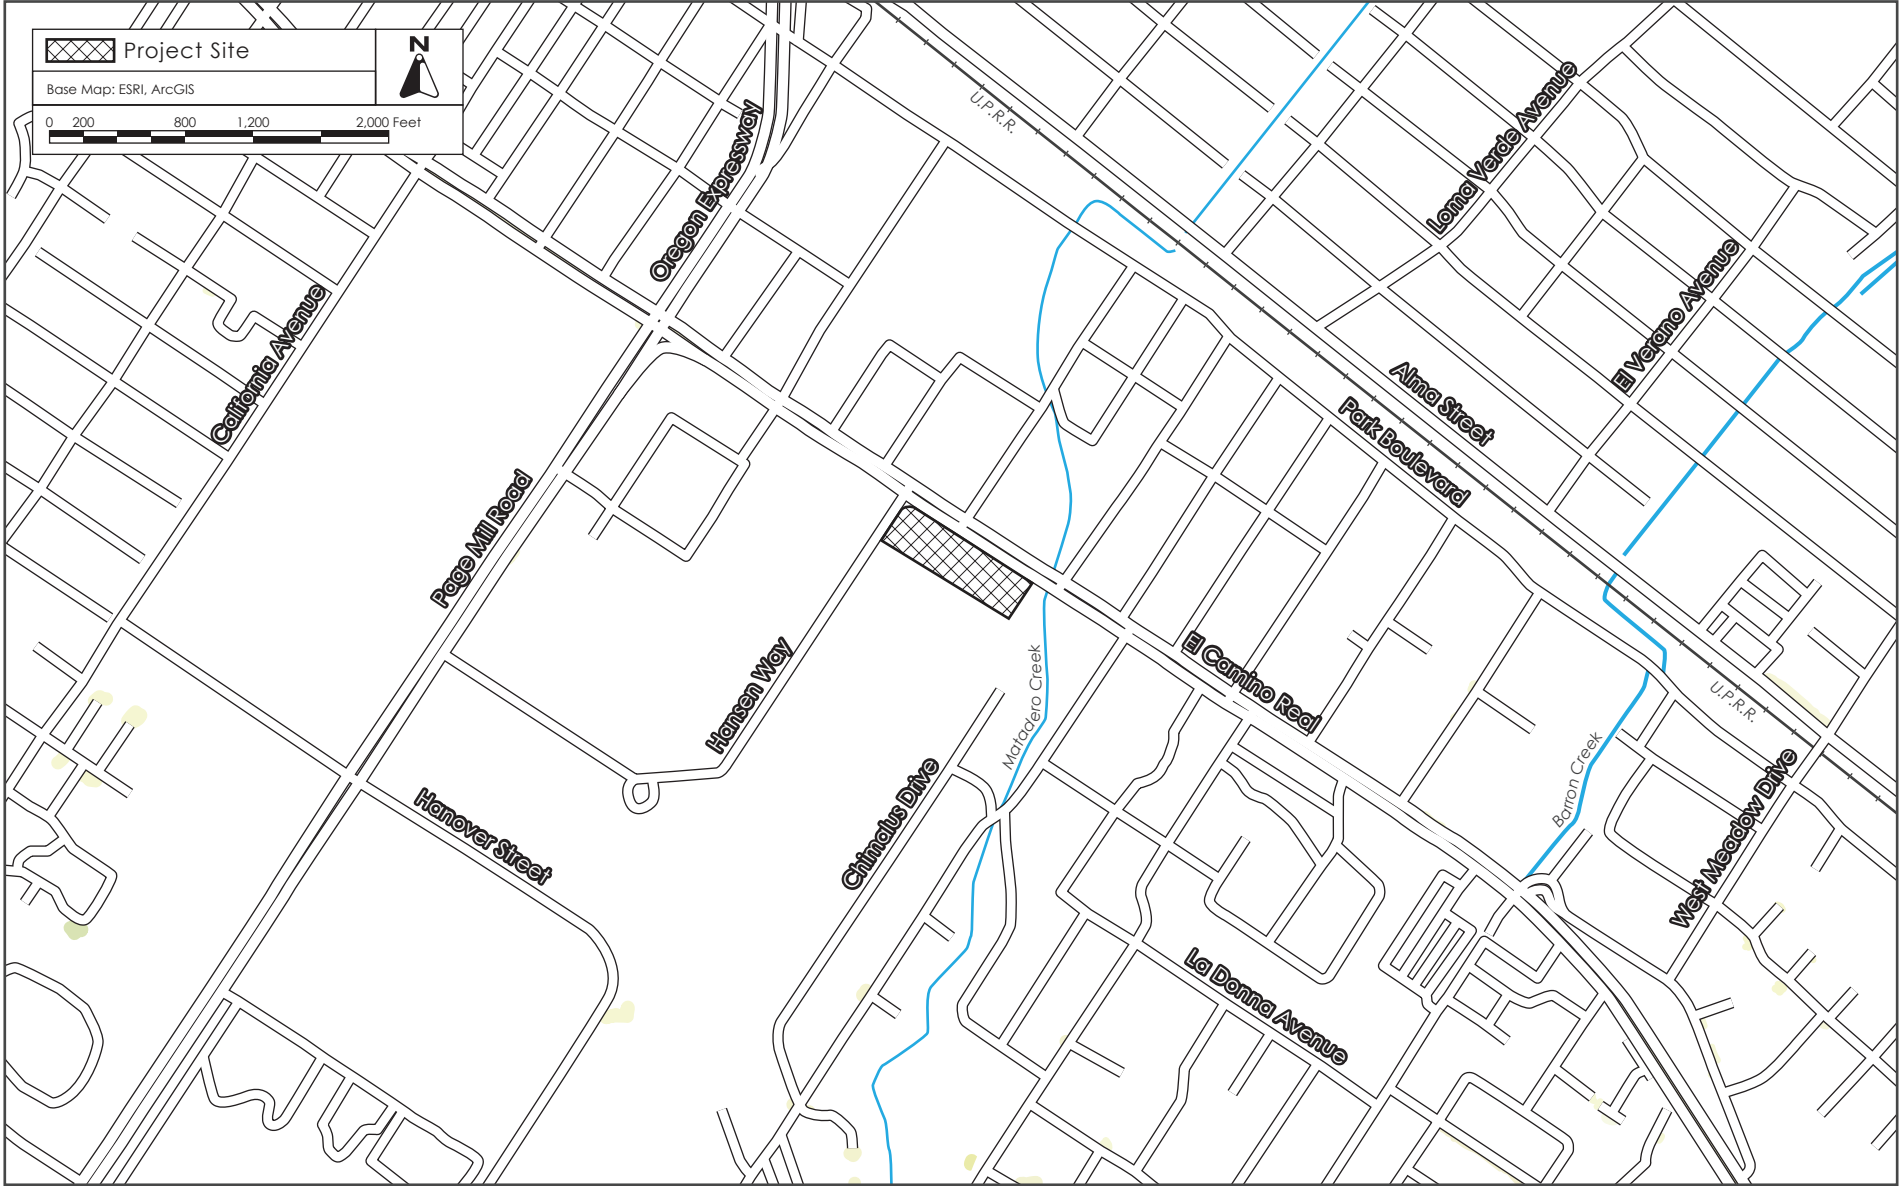 Project Site
N
Base Map: ESRI, ArcGIS
0 200 800 1,200 2,000 Feet
U.P.R.R.
Loma Verde Avenue
Oregon Expressway
El Verano Avenue
California Avenue
Alma Street
Park Boulevard
Page Mill Road
Hansen Way
El Camino Real
Matadero Creek
U.P.R.R.
Barron Creek
West Meadow Drive
Chimalus Drive
Hanover Street
La Donna Avenue